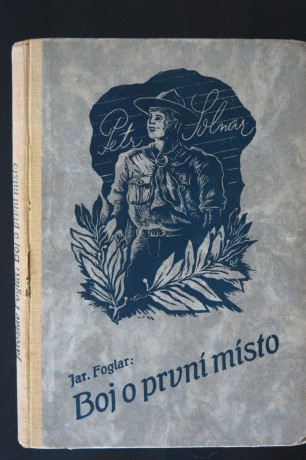 Petr Solnar
Jar. Foglar:
Boj o první místo
Jaroslav Foglar: Boj o první místo